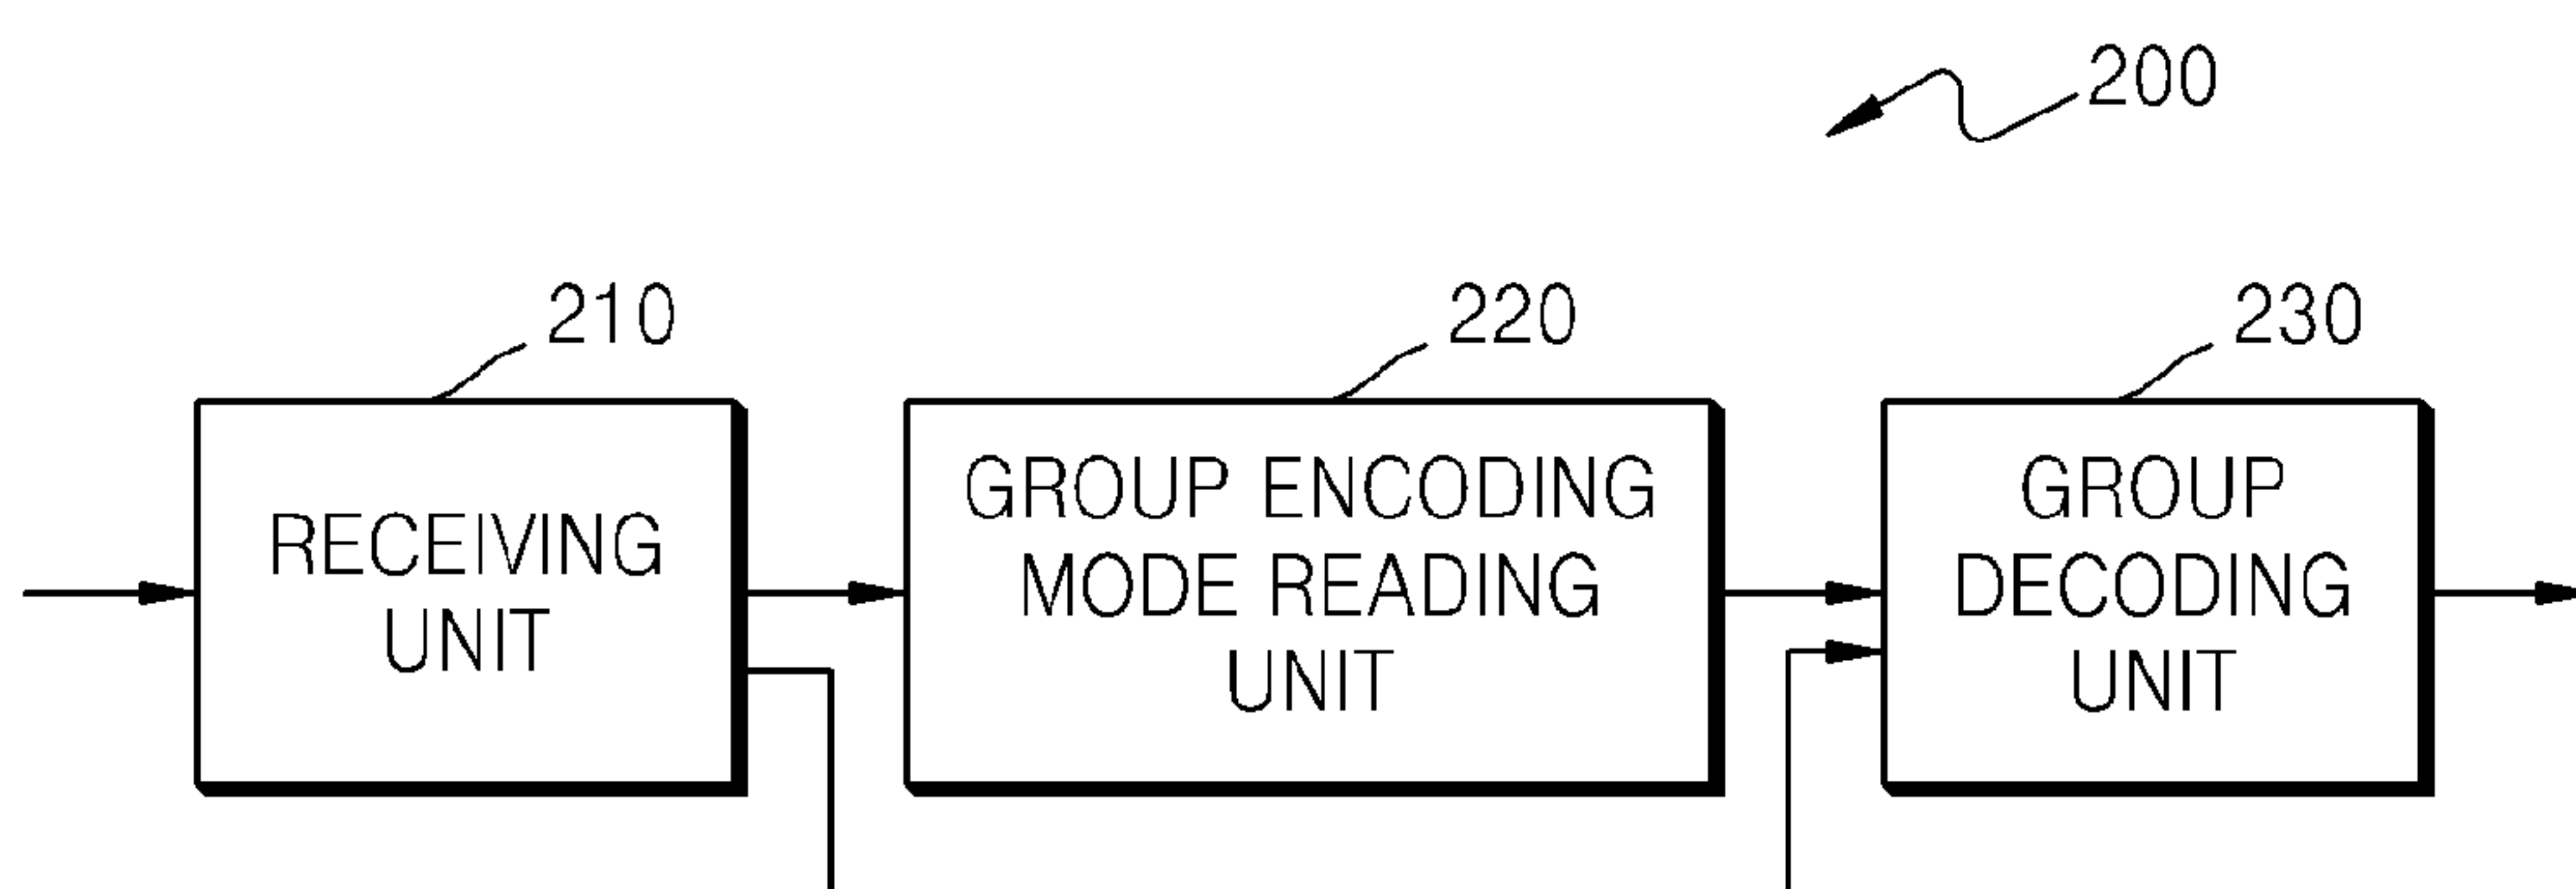 200
210
220
230
RECEIVING
UNIT
GROUP ENCODING
MODE READING
UNIT
GROUP
DECODING
UNIT